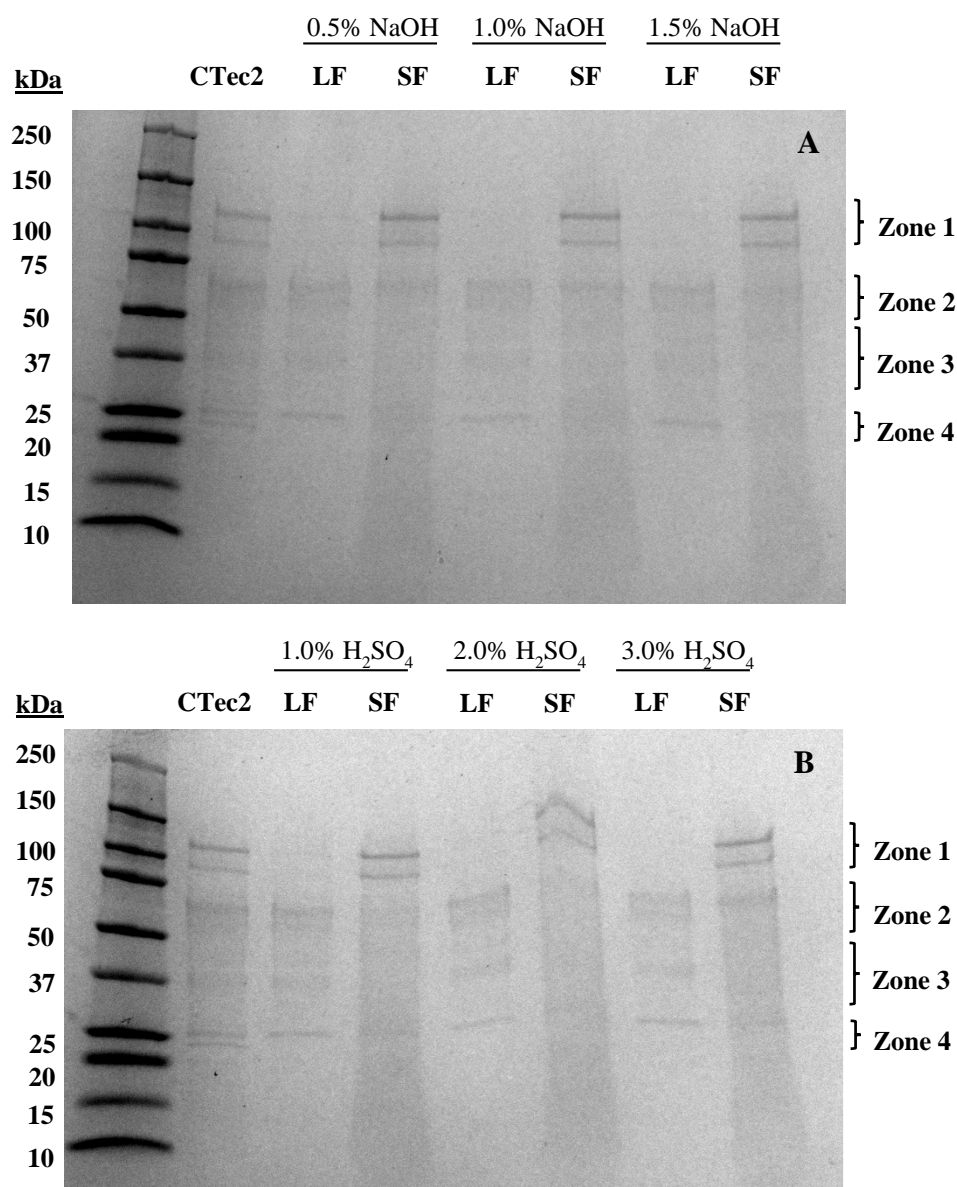 0.5% NaOH 1.0% NaOH 1.5% NaOH
kDa CTec2 LF SF LF SF LF SF
A
250
150
100
75
50
37
25
20
15
10
Zone 1
Zone 2
Zone 3
Zone 4
1.0% H₂SO₄ 2.0% H₂SO₄ 3.0% H₂SO₄
kDa CTec2 LF SF LF SF LF SF
B
250
150
100
75
50
37
25
20
15
10
Zone 1
Zone 2
Zone 3
Zone 4